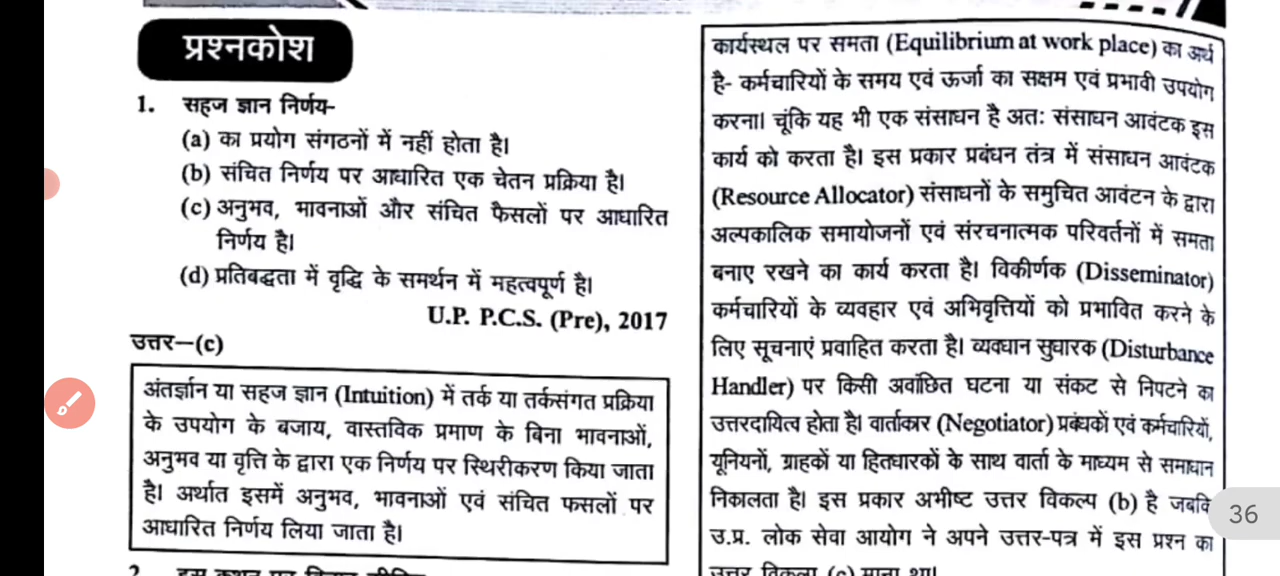 प्रश्नकोश
1. सहज ज्ञान निर्णय-
(a) का प्रयोग संगठनों में नहीं होता है।
(b) संचित निर्णय पर आधारित एक चेतन प्रक्रिया है।
(c) अनुभव, भावनाओं और संचित फैसलों पर आधारित
निर्णय है।
(d) प्रतिबद्धता में वृद्धि के समर्थन में महत्वपूर्ण है।
U.P. P.C.S. (Pre), 2017
उत्तर—(c)
अंतर्ज्ञान या सहज ज्ञान (Intuition) में तर्क या तर्कसंगत प्रक्रिया
के उपयोग के बजाय, वास्तविक प्रमाण के बिना भावनाओं,
अनुभव या वृत्ति के द्वारा एक निर्णय पर स्थिरीकरण किया जाता
है। अर्थात इसमें अनुभव, भावनाओं एवं संचित फसलों पर
आधारित निर्णय लिया जाता है।
2.
कार्यस्थल पर समता (Equilibrium at work place) का अर्थ
है- कर्मचारियों के समय एवं ऊर्जा का सक्षम एवं प्रभावी उपयोग
करना। चूंकि यह भी एक संसाधन है अतः संसाधन आवंटक इस
कार्य को करता है। इस प्रकार प्रबंधन तंत्र में संसाधन आवंटक
(Resource Allocator) संसाधनों के समुचित आवंटन के द्वारा
अल्पकालिक समायोजनों एवं संरचनात्मक परिवर्तनों में समता
बनाए रखने का कार्य करता है। विकीर्णक (Disseminator)
कर्मचारियों के व्यवहार एवं अभिवृत्तियों को प्रभावित करने के
लिए सूचनाएं प्रवाहित करता है। व्यवधान सुधारक (Disturbance
Handler) पर किसी अवांछित घटना या संकट से निपटने का
उत्तरदायित्व होता है। वार्ताकार (Negotiator) प्रबंधकों एवं कर्मचारियों,
यूनियनों, ग्राहकों या हितधारकों के साथ वार्ता के माध्यम से समाधान
निकालता है। इस प्रकार अभीष्ट उत्तर विकल्प (b) है जबकि
उ.प्र. लोक सेवा आयोग ने अपने उत्तर-पत्र में इस प्रश्न का
उत्तर विकल्प (c) माना था।
36